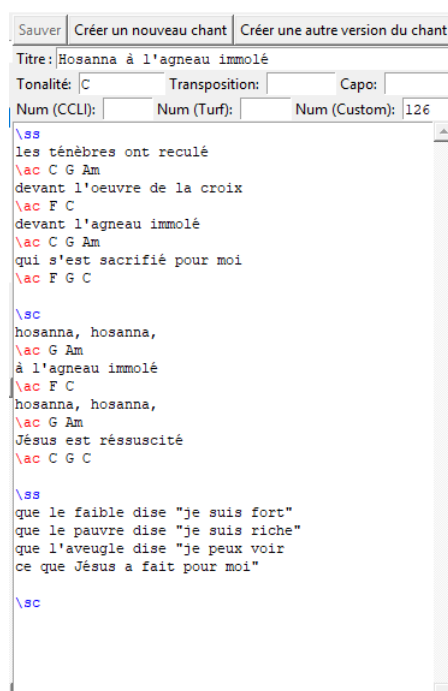 Sauver Créer un nouveau chant Créer une autre version du chant
Titre : Hosanna à l'agneau immolé
Tonalité: C Transposition: Capo:
Num (CCLI): Num (Turf): Num (Custom): 126
\ss
les ténèbres ont reculé
\ac C G Am
devant l'oeuvre de la croix
\ac F C
devant l'agneau immolé
\ac C G Am
qui s'est sacrifié pour moi
\ac F G C
\sc
hosanna, hosanna,
\ac G Am
à l'agneau immolé
\ac F C
hosanna, hosanna,
\ac G Am
Jésus est réssuscité
\ac C G C
\ss
que le faible dise "je suis fort"
que le pauvre dise "je suis riche"
que l'aveugle dise "je peux voir
ce que Jésus a fait pour moi"
\sc